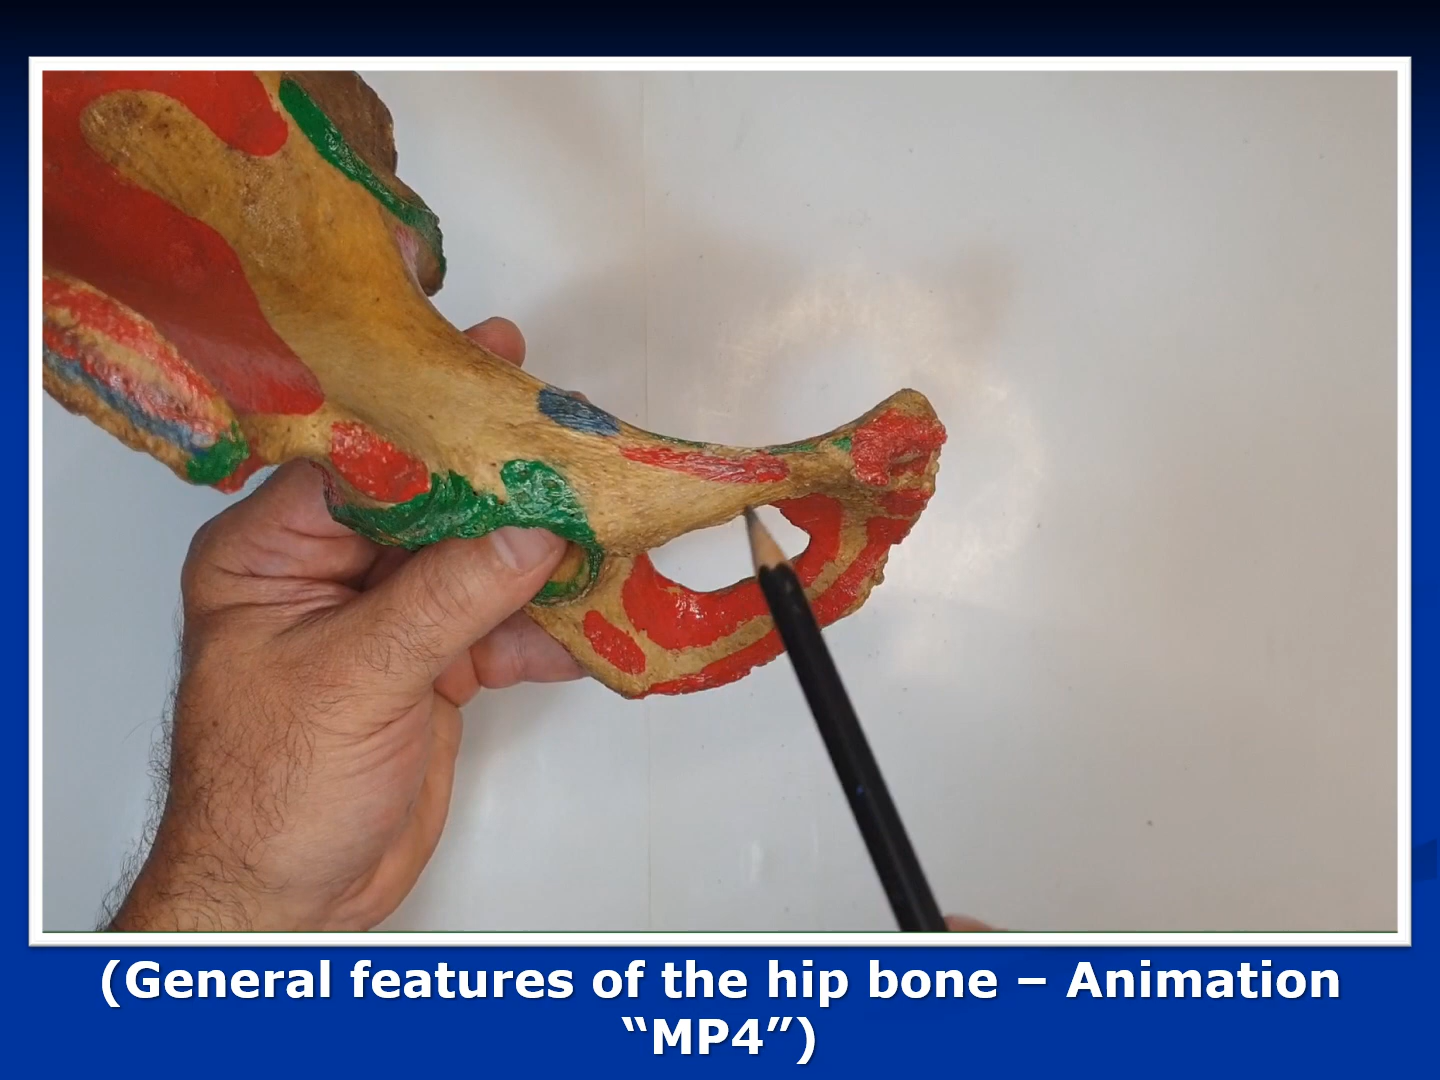 (General features of the hip bone – Animation
“MP4”)